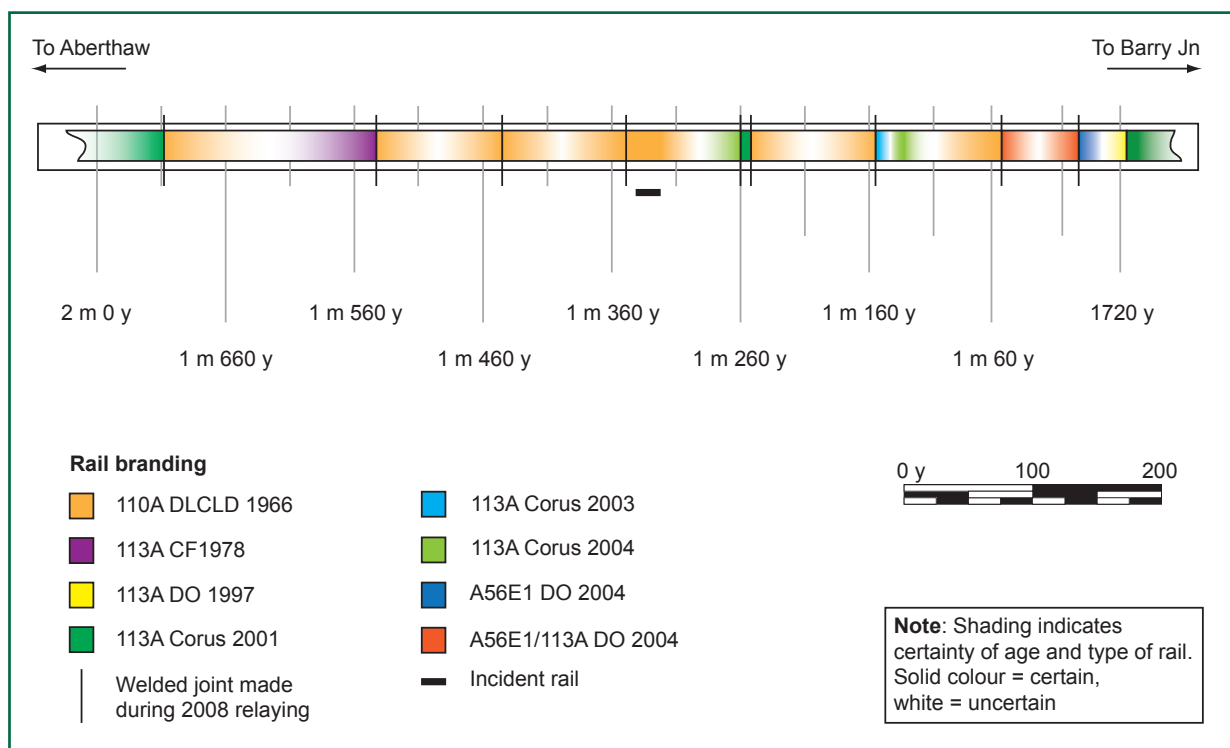 To Aberthaw
To Barry Jn
2 m 0 y
1 m 560 y
1 m 360 y
1 m 160 y
1720 y
1 m 660 y
1 m 460 y
1 m 260 y
1 m 60 y
Rail branding
110A DLCLD 1966
113A CF1978
113A DO 1997
113A Corus 2001
Welded joint made
during 2008 relaying
113A Corus 2003
113A Corus 2004
A56E1 DO 2004
A56E1/113A DO 2004
Incident rail
0 y 100 200
Note: Shading indicates
certainty of age and type of rail.
Solid colour = certain,
white = uncertain